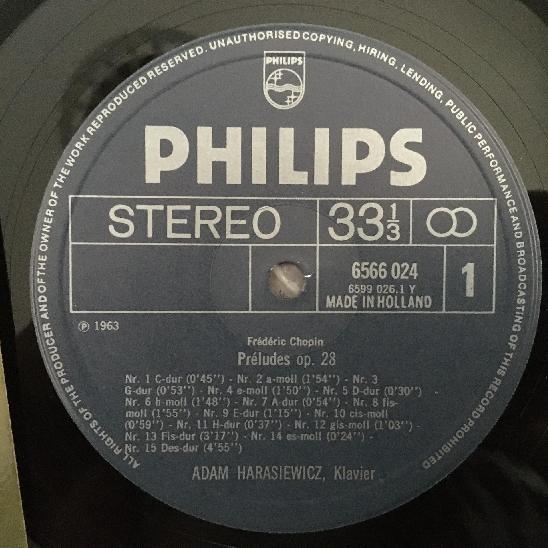 ALL RIGHTS OF THE PRODUCER AND OF THE OWNER OF THE WORK REPRODUCED RESERVED. UNAUTHORISED COPYING, HIRING, LENDING, PUBLIC PERFORMANCE AND BROADCASTING OF THIS RECORD PROHIBITED
PHILIPS
PHILIPS
STEREO 33⅓
6566 024
6599 026.1 Y
MADE IN HOLLAND
1
℗ 1963
Frédéric Chopin
Préludes op. 28
Nr. 1 C-dur (0'45'') - Nr. 2 a-moll (1'54'') - Nr. 3
G-dur (0'53'') - Nr. 4 e-moll (1'50'') - Nr. 5 D-dur (0'30'')
Nr. 6 h-moll (1'48'') - Nr. 7 A-dur (0'54'') - Nr. 8 fis-
moll (1'55'') - Nr. 9 E-dur (1'15'') - Nr. 10 cis-moll
(0'59'') - Nr. 11 H-dur (0'37'') - Nr. 12 gis-moll (1'03'') -
Nr. 13 Fis-dur (3'17'') - Nr. 14 es-moll (0'24'') -
Nr. 15 Des-dur (4'55'')
ADAM HARASIEWICZ, Klavier